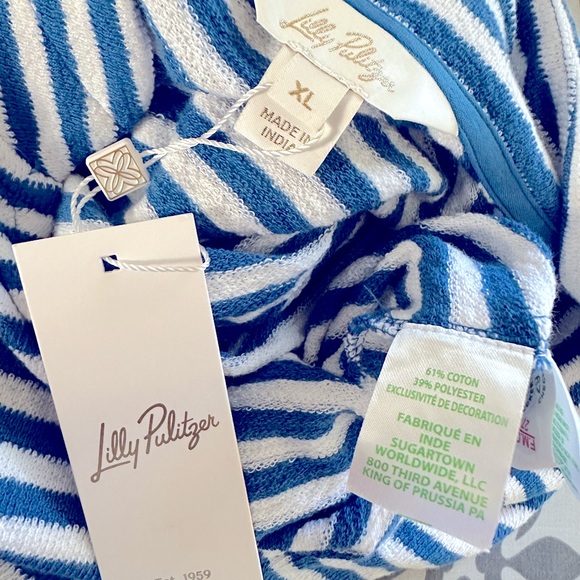 Lilly Pulitzer
XL
MADE IN
INDIA
Lilly Pulitzer
Est. 1959
61% COTON
39% POLYESTER
EXCLUSIVITÉ DE DECORATION
FABRIQUÉ EN
INDE
SUGARTOWN
WORLDWIDE, LLC
800 THIRD AVENUE
KING OF PRUSSIA PA